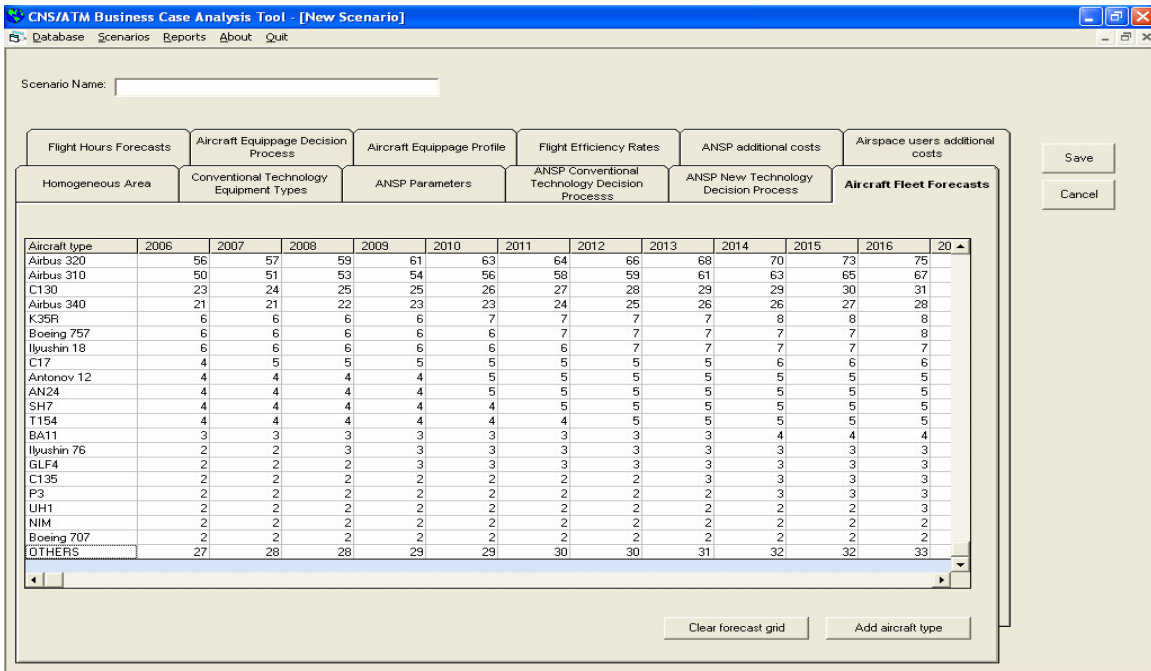 CNS/ATM Business Case Analysis Tool - [New Scenario]
Database Scenarios Reports About Quit
Scenario Name:
Flight Hours Forecasts
Aircraft Equippage Decision
Process
Aircraft Equippage Profile
Flight Efficiency Rates
ANSP additional costs
Airspace users additional
costs
Homogeneous Area
Conventional Technology
Equipment Types
ANSP Parameters
ANSP Conventional
Technology Decision
Processs
ANSP New Technology
Decision Process
Aircraft Fleet Forecasts
Save
Cancel
Aircraft type 2006 2007 2008 2009 2010 2011 2012 2013 2014 2015 2016 20
Airbus 320 56 57 59 61 63 64 66 68 70 73 75
Airbus 310 50 51 53 54 56 58 59 61 63 65 67
C130 23 24 25 25 26 27 28 29 29 30 31
Airbus 340 21 21 22 23 23 24 25 26 26 27 28
K35R 6 6 6 6 7 7 7 7 8 8 8
Boeing 757 6 6 6 6 6 7 7 7 7 7 8
Ilyushin 18 6 6 6 6 6 6 7 7 7 7 7
C17 4 5 5 5 5 5 5 5 6 6 6
Antonov 12 4 4 4 4 5 5 5 5 5 5 5
AN24 4 4 4 4 5 5 5 5 5 5 5
SH7 4 4 4 4 4 5 5 5 5 5 5
T154 4 4 4 4 4 4 5 5 5 5 5
BA11 3 3 3 3 3 3 3 3 4 4 4
Ilyushin 76 2 2 3 3 3 3 3 3 3 3 3
GLF4 2 2 2 3 3 3 3 3 3 3 3
C135 2 2 2 2 2 2 2 3 3 3 3
P3 2 2 2 2 2 2 2 2 3 3 3
UH1 2 2 2 2 2 2 2 2 2 2 3
NIM 2 2 2 2 2 2 2 2 2 2 2
Boeing 707 2 2 2 2 2 2 2 2 2 2 2
OTHERS 27 28 28 29 29 30 30 31 32 32 33
Clear forecast grid
Add aircraft type